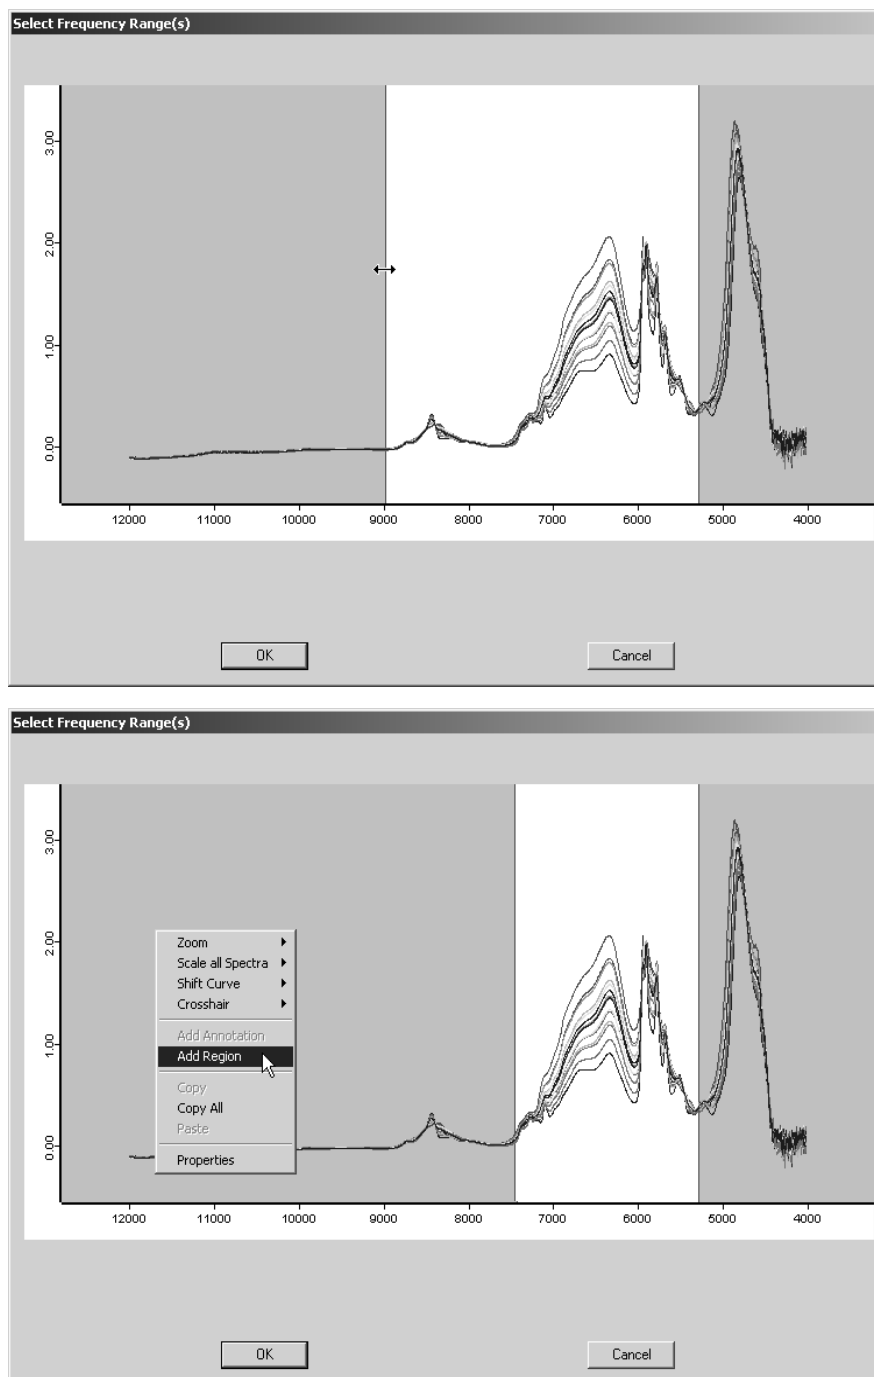 Select Frequency Range(s)
3.00
2.00
1.00
0.00
12000 11000 10000 9000 8000 7000 6000 5000 4000
OK Cancel
Select Frequency Range(s)
3.00
2.00
1.00
0.00
Zoom
Scale all Spectra
Shift Curve
Crosshair
Add Annotation
Add Region
Copy
Copy All
Paste
Properties
12000 11000 10000 9000 8000 7000 6000 5000 4000
OK Cancel